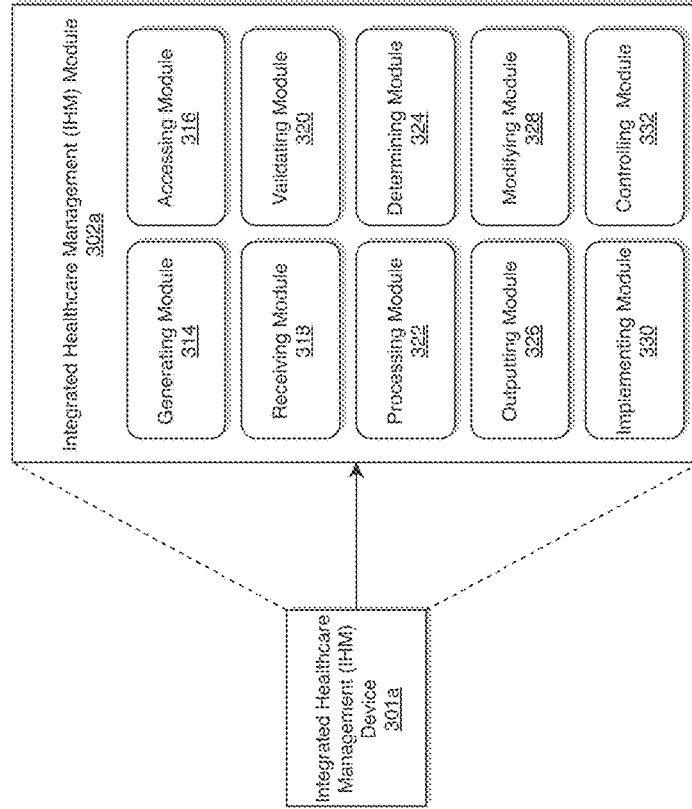 Integrated Healthcare Management (IHM) Module
302a
Generating Module
314
Accessing Module
316
Receiving Module
318
Validating Module
320
Processing Module
322
Determining Module
324
Outputting Module
326
Modifying Module
328
Implementing Module
330
Controlling Module
332
Integrated Healthcare
Management (IHM)
Device
301a